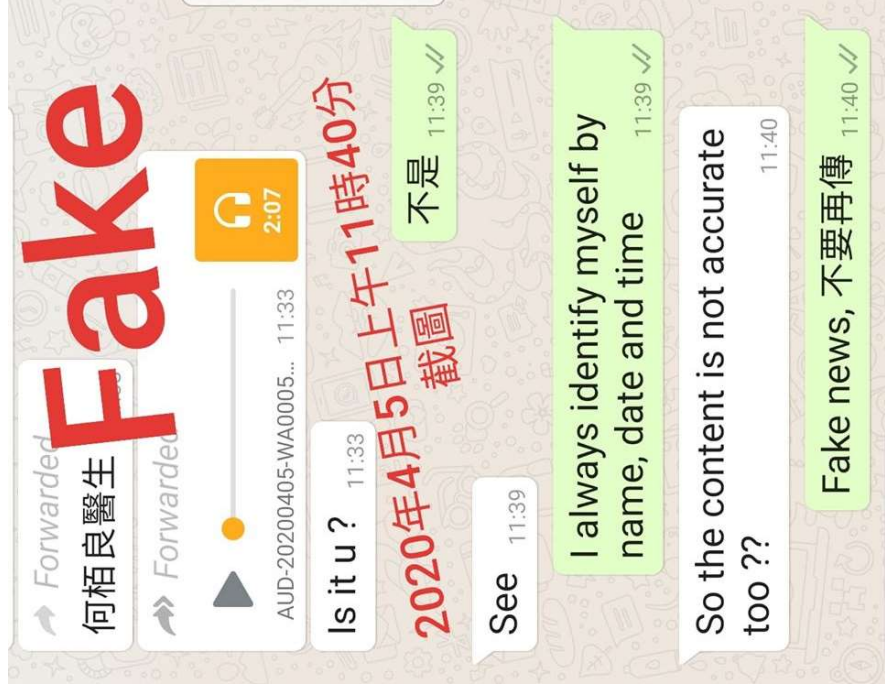 Forwarded
何栢良醫生
Forwarded
2:07
AUD-20200405-WA0005... 11:33
Fake
Is it u ? 11:33
2020年4月5日上午11時40分
截圖
不是 11:39
See 11:39
I always identify myself by
name, date and time 11:39
So the content is not accurate
too ?? 11:40
Fake news, 不要再傳 11:40